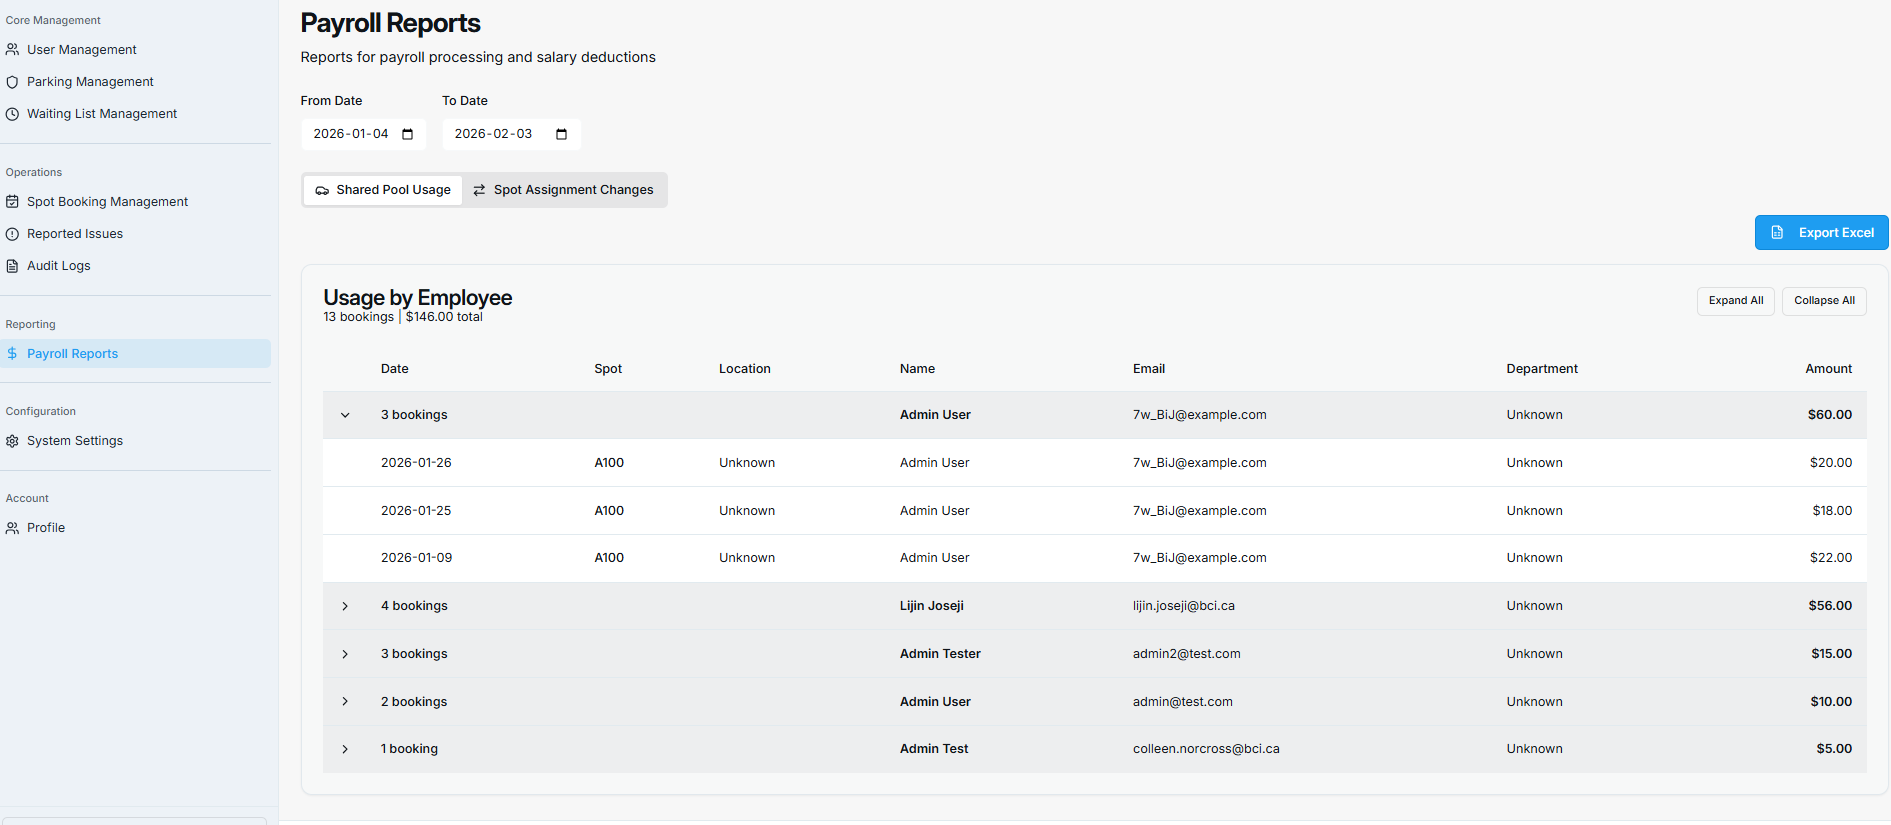 Core Management
User Management
Parking Management
Waiting List Management
Operations
Spot Booking Management
Reported Issues
Audit Logs
Reporting
Payroll Reports
Configuration
System Settings
Account
Profile
Payroll Reports
Reports for payroll processing and salary deductions
From Date To Date
2026-01-04 2026-02-03
Shared Pool Usage Spot Assignment Changes
Export Excel
Usage by Employee
13 bookings | $146.00 total
Expand All Collapse All
Date Spot Location Name Email Department Amount
3 bookings Admin User 7w_BiJ@example.com Unknown $60.00
2026-01-26 A100 Unknown Admin User 7w_BiJ@example.com Unknown $20.00
2026-01-25 A100 Unknown Admin User 7w_BiJ@example.com Unknown $18.00
2026-01-09 A100 Unknown Admin User 7w_BiJ@example.com Unknown $22.00
4 bookings Lijin Joseji lijin.joseji@bci.ca Unknown $56.00
3 bookings Admin Tester admin2@test.com Unknown $15.00
2 bookings Admin User admin@test.com Unknown $10.00
1 booking Admin Test colleen.norcross@bci.ca Unknown $5.00